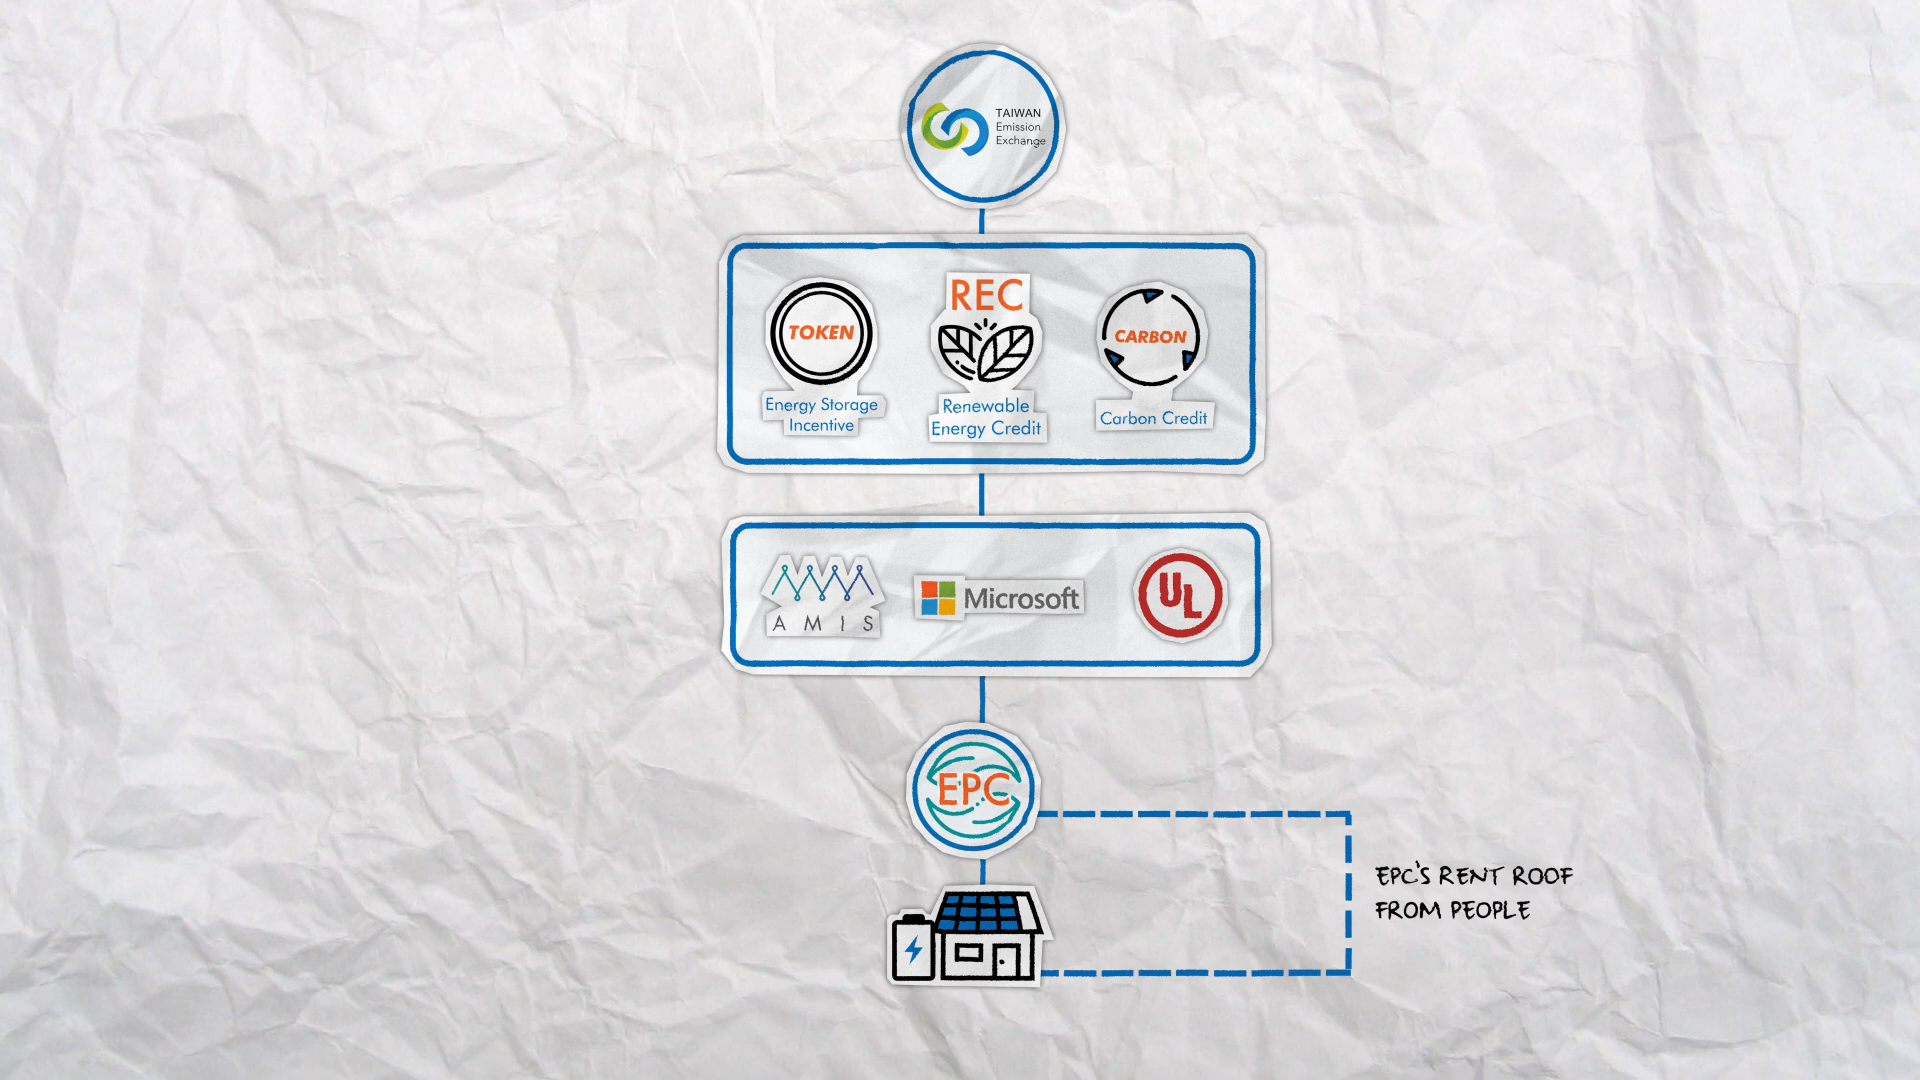 TAIWAN
Emission
Exchange
TOKEN
Energy Storage
Incentive
REC
Renewable
Energy Credit
CARBON
Carbon Credit
AMIS
Microsoft
UL
EPC
EPC'S RENT ROOF
FROM PEOPLE